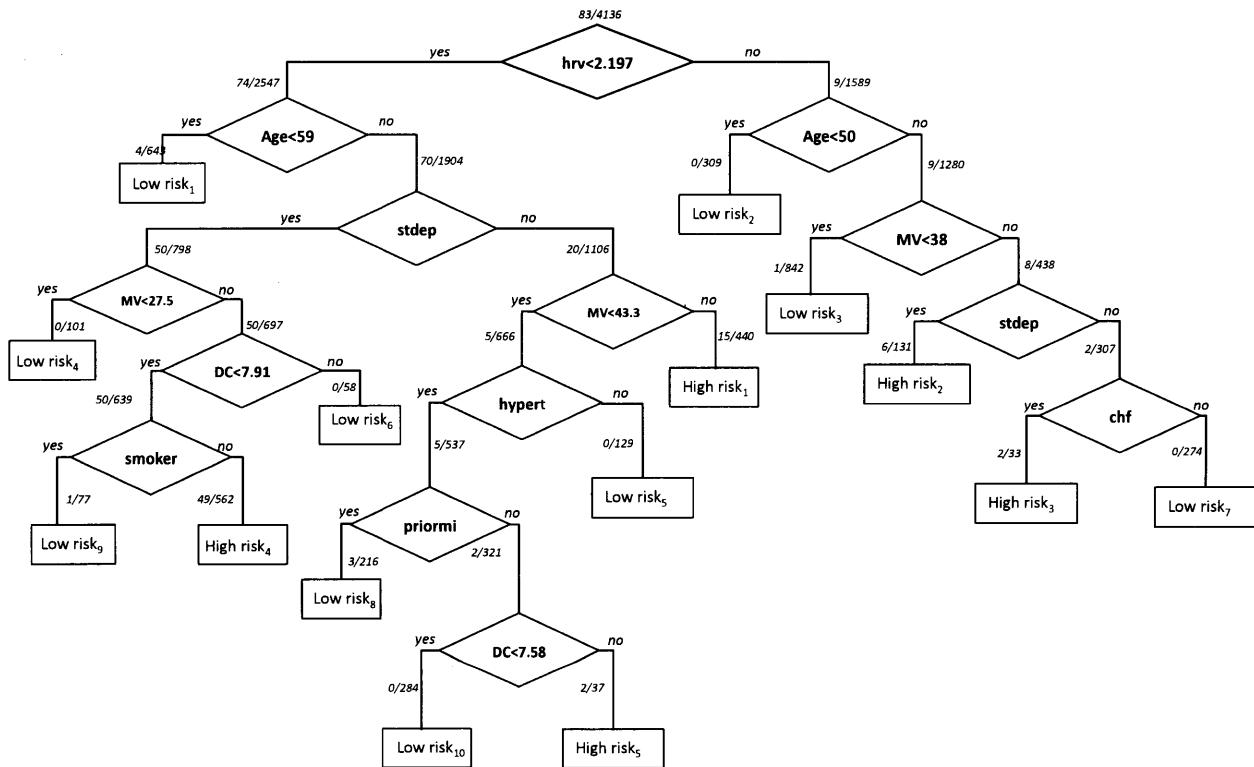 83/4136
yes
hrv<2.197
no
74/2547
9/1589
yes
Age<59
no
yes
Age<50
no
4/643
70/1904
0/309
9/1280
Low risk1
Low risk2
yes
stdep
no
yes
MV<38
no
50/798
20/1106
1/842
8/438
yes
MV<27.5
no
yes
MV<43.3
no
Low risk3
yes
stdep
no
0/101
50/697
5/666
15/440
6/131
2/307
Low risk4
yes
DC<7.91
no
High risk1
High risk2
50/639
0/58
yes
hypert
no
yes
chf
no
Low risk6
yes
smoker
no
5/537
0/129
2/33
0/274
1/77
49/562
Low risk5
High risk3
Low risk7
Low risk9
High risk4
yes
priormi
no
3/216
2/321
Low risk8
yes
DC<7.58
no
0/284
2/37
Low risk10
High risk5